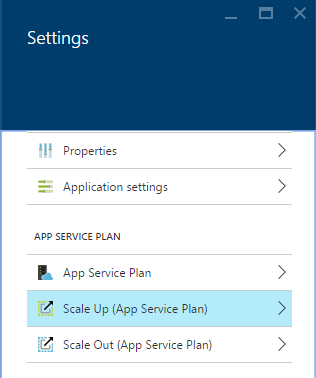 Settings
Properties
Application settings
APP SERVICE PLAN
App Service Plan
Scale Up (App Service Plan)
Scale Out (App Service Plan)